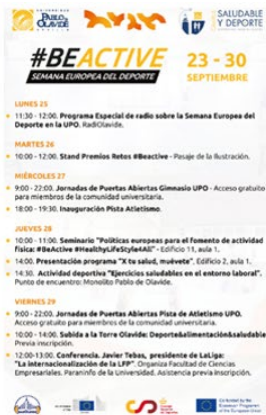 UNIVERSIDAD
PABLO
OLAVIDE
SEVILLA
SALUDABLE
Y DEPORTE
#BEACTIVE
SEMANA EUROPEA DEL DEPORTE
23 - 30
SEPTIEMBRE
LUNES 25
11:30 - 12:00. Programa Especial de radio sobre la Semana Europea del
Deporte en la UPO. RadiOlavide.
MARTES 26
10:00 - 12:00. Stand Premios Retos #Beactive - Pasaje de la Ilustración.
MIÉRCOLES 27
9:00 - 22:00. Jornadas de Puertas Abiertas Gimnasio UPO - Acceso gratuito
para miembros de la comunidad universitaria.
18:00 - 19:30. Inauguración Pista Atletismo.
JUEVES 28
10:00 - 11:00. Seminario "Políticas europeas para el fomento de actividad
física: #BeActive #HealthyLifeStyle4All" - Edificio 11, aula 1.
14:00. Presentación programa "X tu salud, muévete". Edificio 2, aula 1.
14:30. Actividad deportiva "Ejercicios saludables en el entorno laboral".
Punto de encuentro: Monolito Pablo de Olavide.
VIERNES 29
9:00 - 22:00. Jornadas de Puertas Abiertas Pista de Atletismo UPO.
Acceso gratuito para miembros de la comunidad universitaria.
10:00 - 14:00. Subida a la Torre Olavide: Deporte&alimentación&saludable
Previa inscripción.
12:00-13:00. Conferencia. Javier Tebas, presidente de LaLiga:
"La internacionalización de la LFP". Organiza Facultad de Ciencias
Empresariales. Paraninfo de la Universidad. Asistencia previa inscripción.
CSD